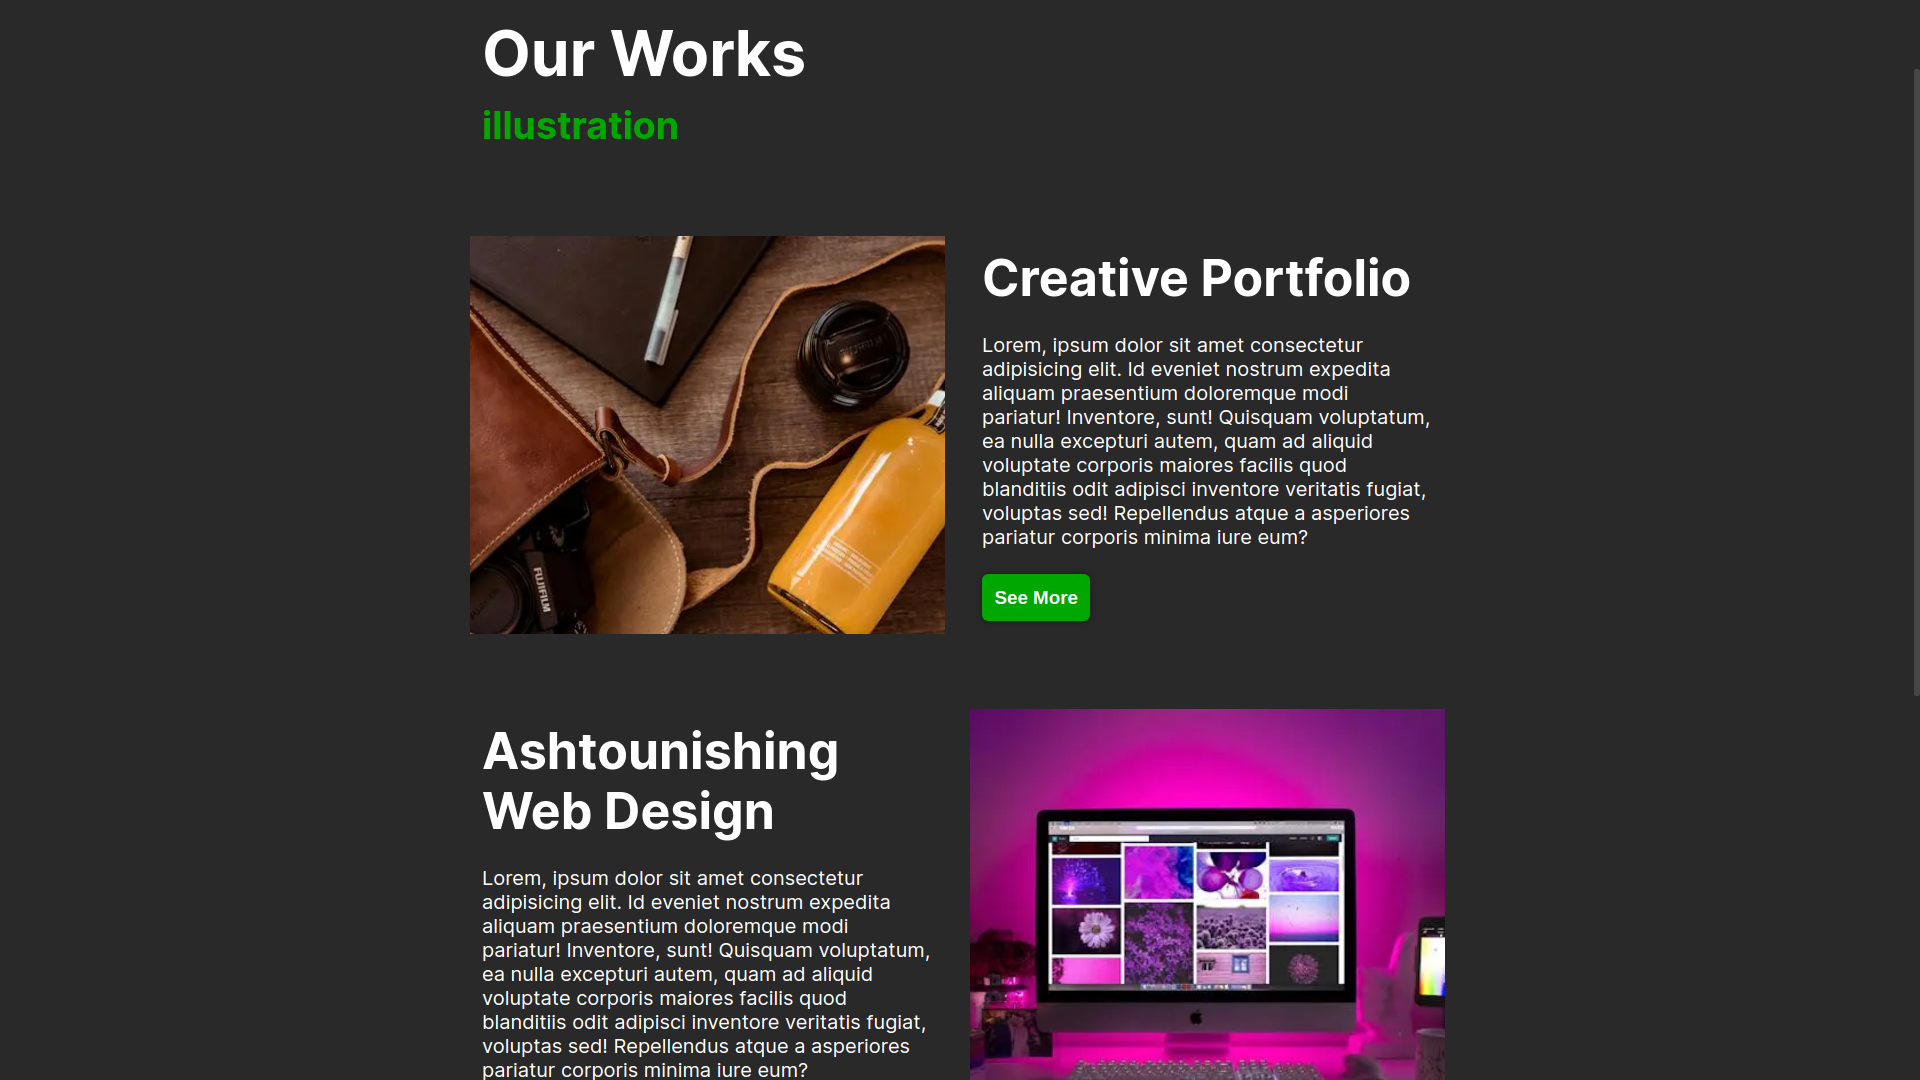 Our Works
illustration
Creative Portfolio
Lorem, ipsum dolor sit amet consectetur
adipisicing elit. Id eveniet nostrum expedita
aliquam praesentium doloremque modi
pariatur! Inventore, sunt! Quisquam voluptatum,
ea nulla excepturi autem, quam ad aliquid
voluptate corporis maiores facilis quod
blanditiis odit adipisci inventore veritatis fugiat,
voluptas sed! Repellendus atque a asperiores
pariatur corporis minima iure eum?
See More
FUJIFILM
Ashtounishing
Web Design
Lorem, ipsum dolor sit amet consectetur
adipisicing elit. Id eveniet nostrum expedita
aliquam praesentium doloremque modi
pariatur! Inventore, sunt! Quisquam voluptatum,
ea nulla excepturi autem, quam ad aliquid
voluptate corporis maiores facilis quod
blanditiis odit adipisci inventore veritatis fugiat,
voluptas sed! Repellendus atque a asperiores
pariatur corporis minima iure eum?